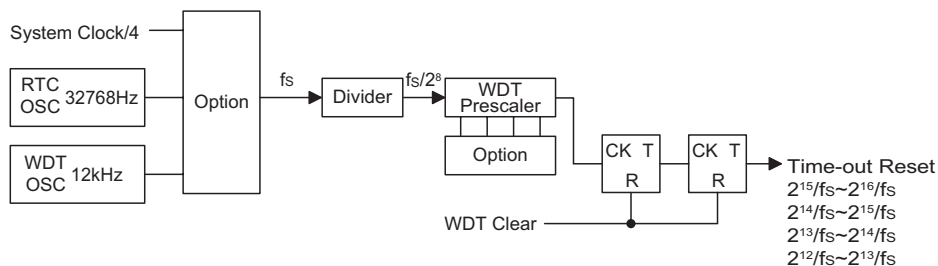 System Clock/4
RTC OSC 32768Hz
WDT OSC 12kHz
Option
fS
Divider
fS/2⁸
WDT Prescaler
Option
CK T
R
CK T
R
WDT Clear
Time-out Reset
2¹⁵/fS~2¹⁶/fS
2¹⁴/fS~2¹⁵/fS
2¹³/fS~2¹⁴/fS
2¹²/fS~2¹³/fS